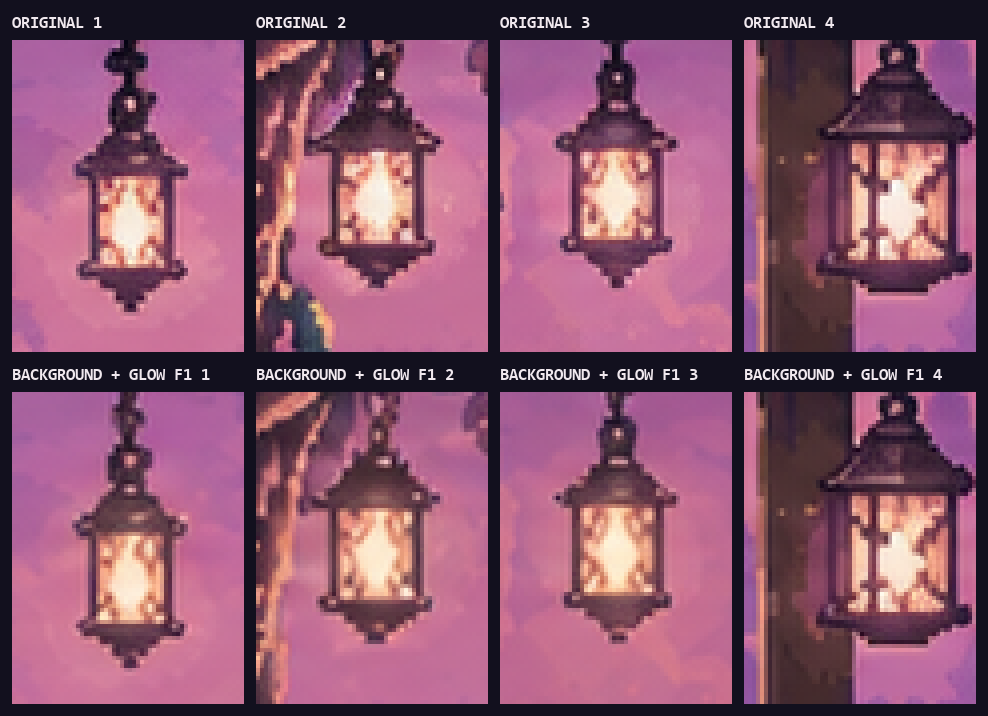 ORIGINAL 1
ORIGINAL 2
ORIGINAL 3
ORIGINAL 4
BACKGROUND + GLOW F1 1
BACKGROUND + GLOW F1 2
BACKGROUND + GLOW F1 3
BACKGROUND + GLOW F1 4